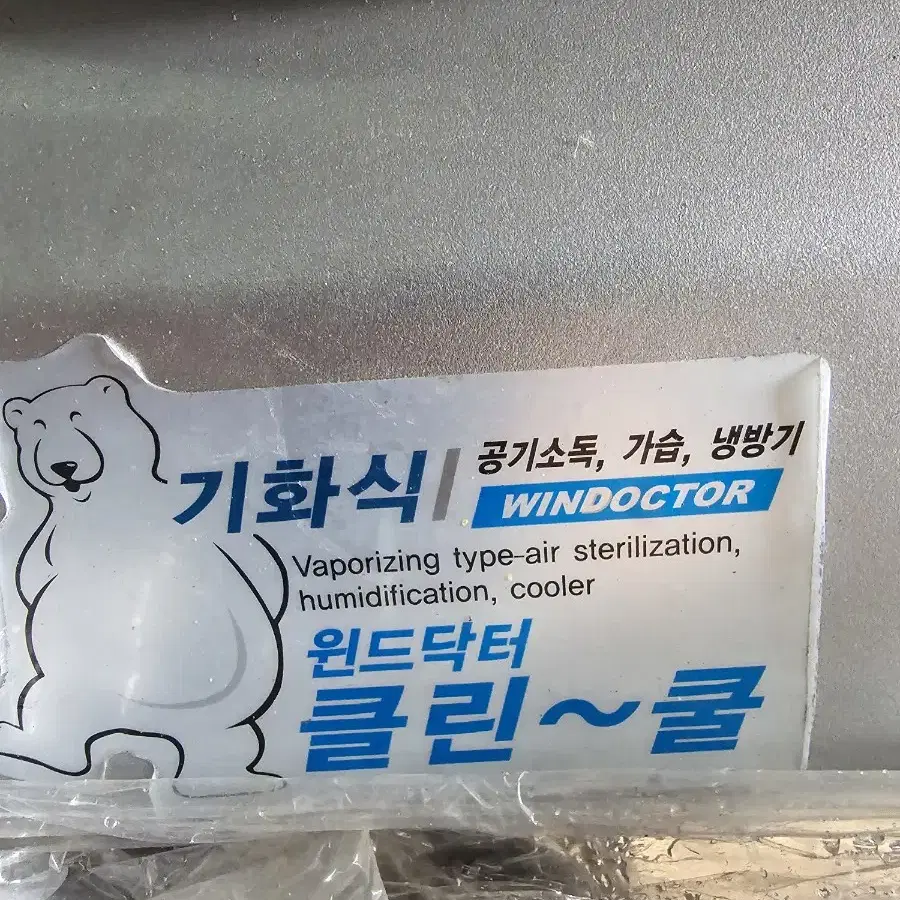 기화식 공기소독, 가습, 냉방기
WINDOCTOR
Vaporizing type-air sterilization,
humidification, cooler
윈드닥터
클린~쿨